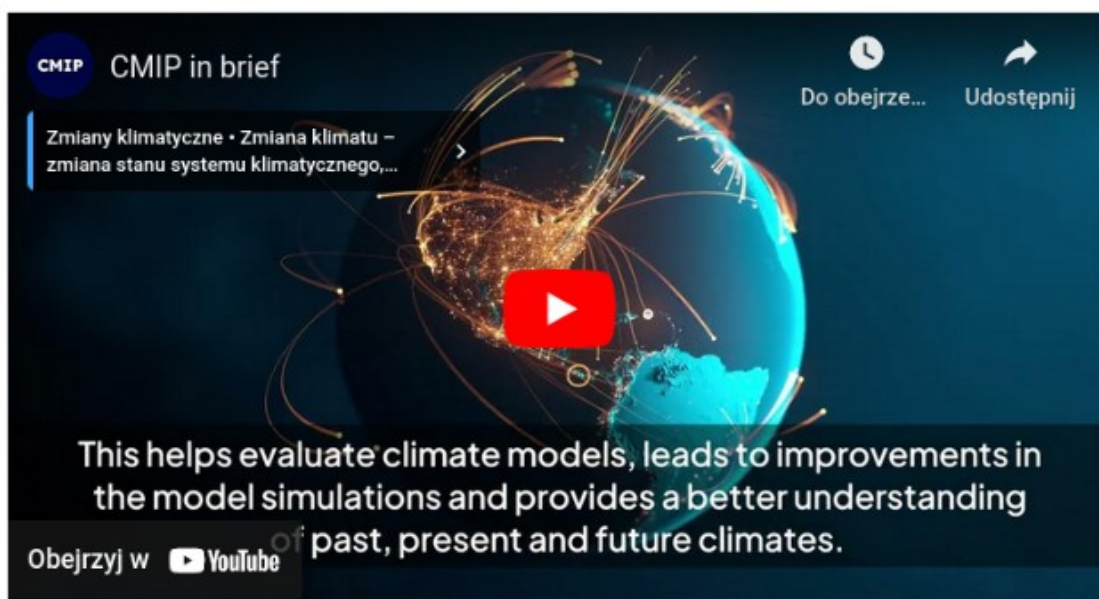 CMIP
CMIP in brief
Do obejrze...
Udostępnij
Zmiany klimatyczne • Zmiana klimatu –
zmiana stanu systemu klimatycznego,...
This helps evaluate climate models, leads to improvements in
the model simulations and provides a better understanding
of past, present and future climates.
Obejrzyj w YouTube